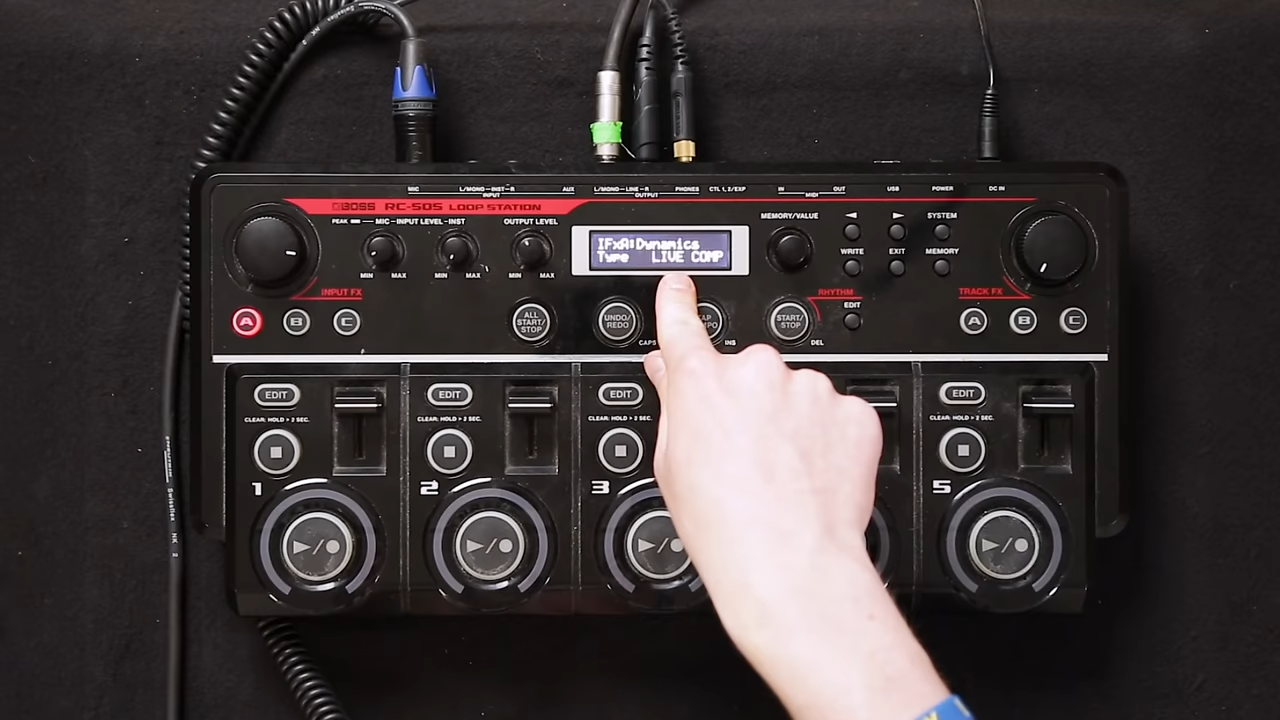 MIC
L/MONO—INST—R
INPUT
AUX
L/MONO—LINE—R
OUTPUT
PHONES
CTL 1, 2/EXP
IN
OUT
MIDI
USB
POWER
DC IN
BOSS RC-505 LOOP STATION
PEAK
MIC—INPUT LEVEL—INST
OUTPUT LEVEL
MEMORY/VALUE
SYSTEM
MIN MAX
MIN MAX
MIN MAX
IFxA:Dynamics
Type LIVE COMP
WRITE
EXIT
MEMORY
INPUT FX
RHYTHM
EDIT
TRACK FX
A B C
ALL START/STOP
UNDO/REDO
CAPS
INS
START/STOP
DEL
A B C
EDIT
EDIT
EDIT
EDIT
CLEAR: HOLD > 2 SEC.
CLEAR: HOLD > 2 SEC.
CLEAR: HOLD > 2 SEC.
CLEAR: HOLD > 2 SEC.
1
2
3
5